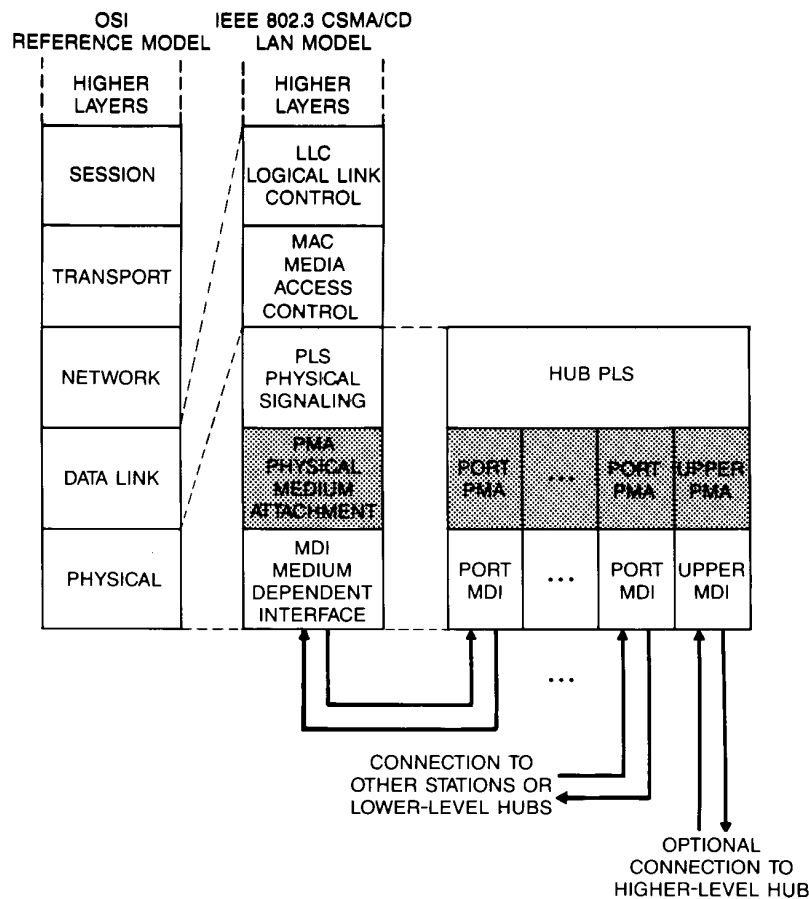 OSI
REFERENCE MODEL
IEEE 802.3 CSMA/CD
LAN MODEL
HIGHER
LAYERS
SESSION
TRANSPORT
NETWORK
DATA LINK
PHYSICAL
HIGHER
LAYERS
LLC
LOGICAL LINK
CONTROL
MAC
MEDIA
ACCESS
CONTROL
PLS
PHYSICAL
SIGNALING
PMA
PHYSICAL
MEDIUM
ATTACHMENT
MDI
MEDIUM
DEPENDENT
INTERFACE
HUB PLS
PORT
PMA
...
PORT
PMA
UPPER
PMA
PORT
MDI
...
PORT
MDI
UPPER
MDI
...
CONNECTION TO
OTHER STATIONS OR
LOWER-LEVEL HUBS
OPTIONAL
CONNECTION TO
HIGHER-LEVEL HUB